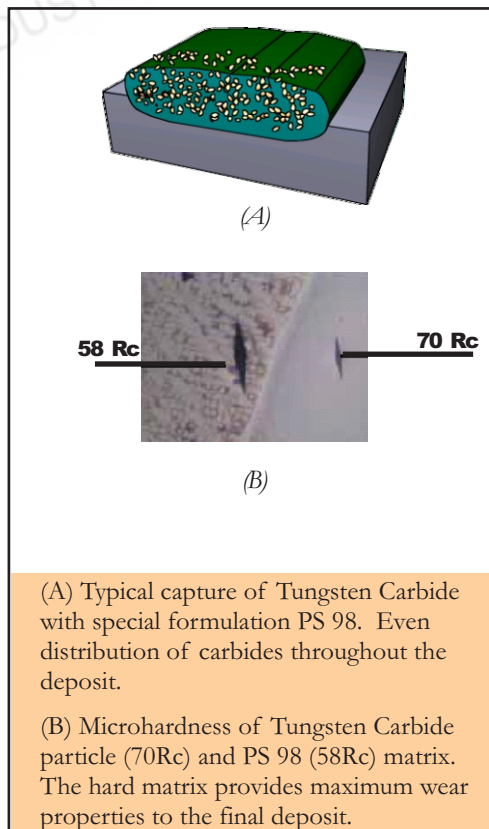 DUST
(A)
58 Rc
70 Rc
(B)
(A) Typical capture of Tungsten Carbide
with special formulation PS 98. Even
distribution of carbides throughout the
deposit.
(B) Microhardness of Tungsten Carbide
particle (70Rc) and PS 98 (58Rc) matrix.
The hard matrix provides maximum wear
properties to the final deposit.